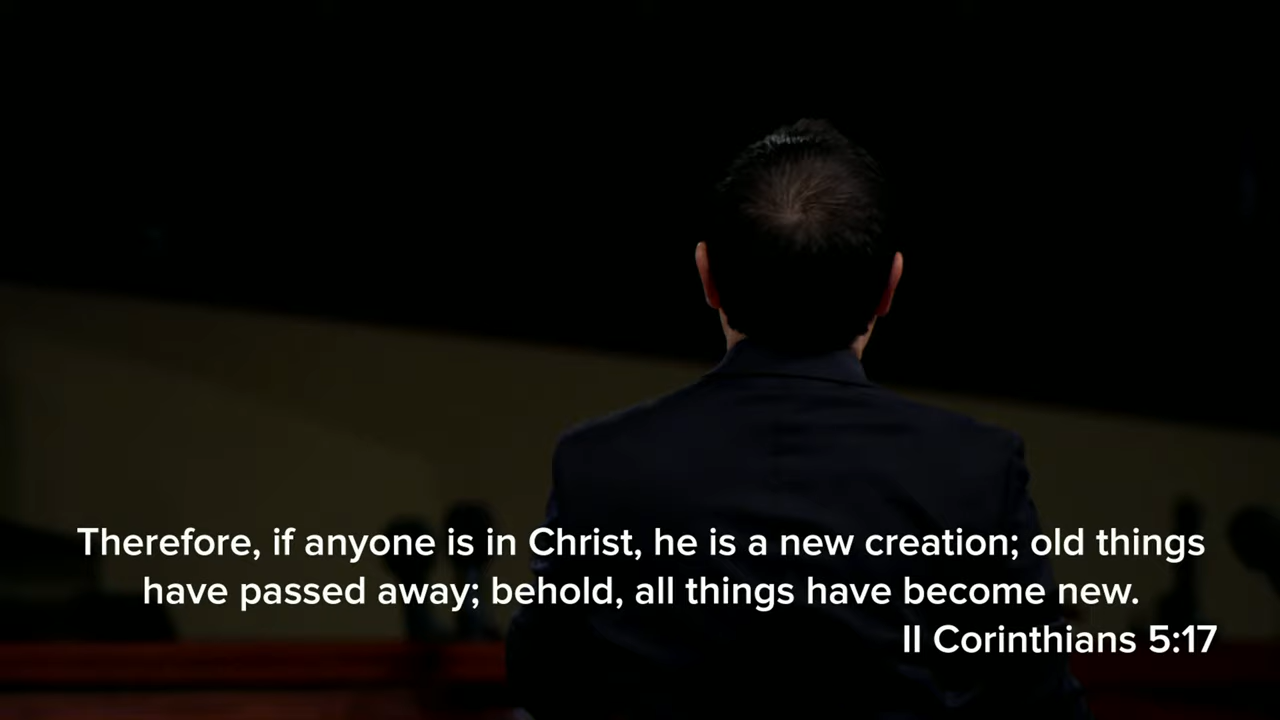 Therefore, if anyone is in Christ, he is a new creation; old things
have passed away; behold, all things have become new.
II Corinthians 5:17